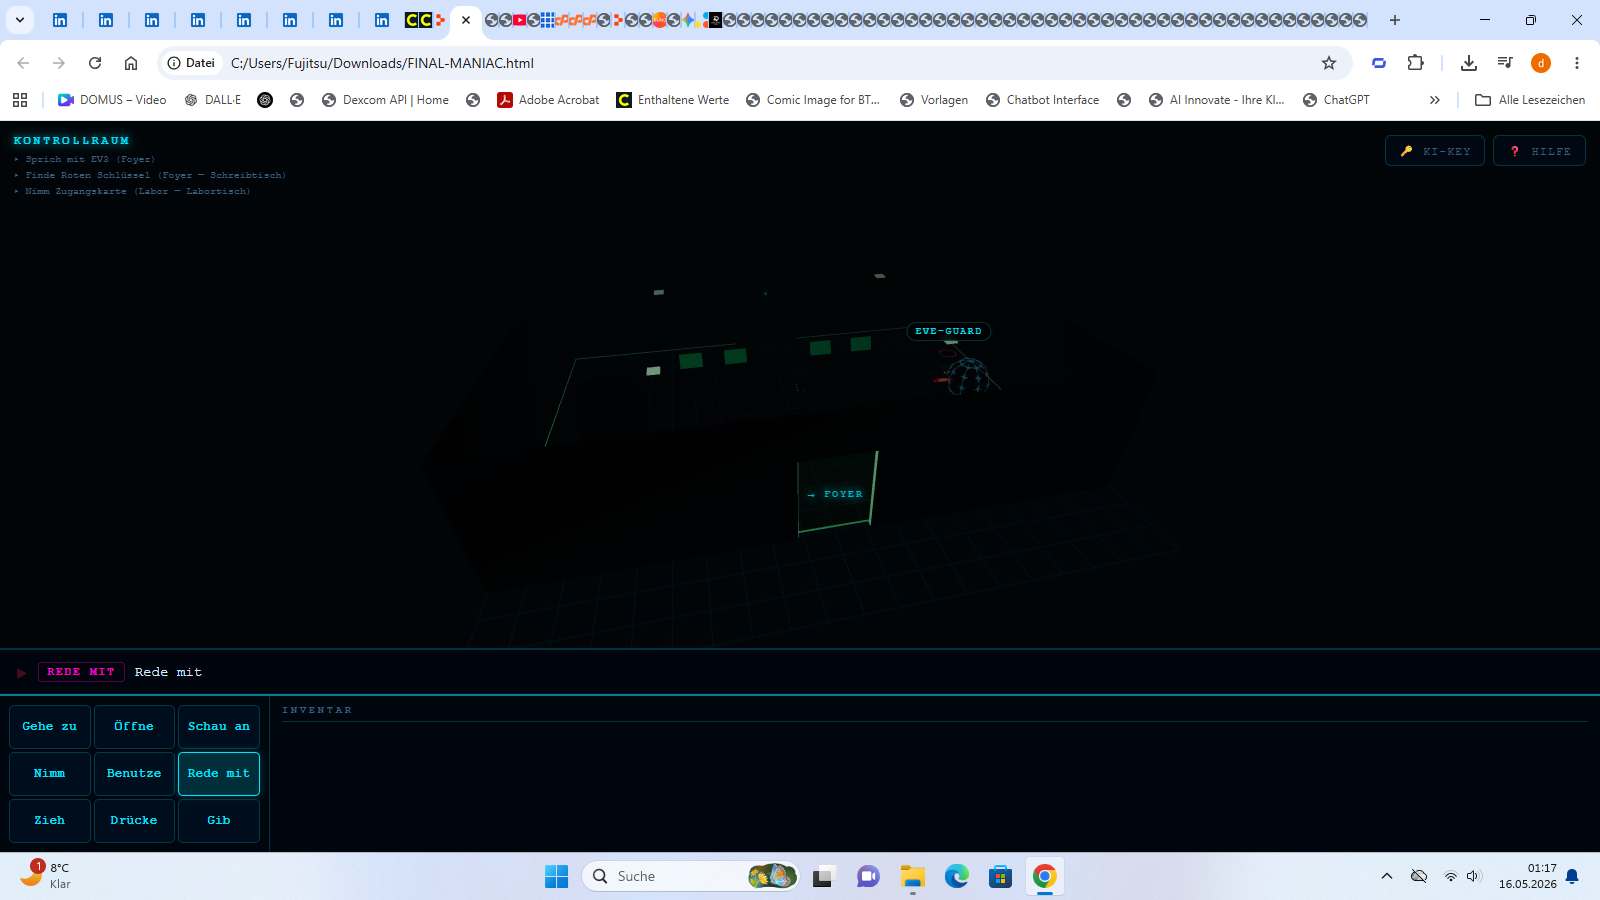 Datei
C:/Users/Fujitsu/Downloads/FINAL-MANIAC.html
d
DOMUS – Video
DALL·E
Dexcom API | Home
Adobe Acrobat
Enthaltene Werte
Comic Image for BT...
Vorlagen
Chatbot Interface
AI Innovate - Ihre KI...
ChatGPT
Alle Lesezeichen
KONTROLLRAUM
▸ Sprich mit EV3 (Foyer)
▸ Finde Roten Schlüssel (Foyer — Schreibtisch)
▸ Nimm Zugangskarte (Labor — Labortisch)
KI-KEY
HILFE
EVE-GUARD
→ FOYER
REDE MIT Rede mit
Gehe zu Öffne Schau an
Nimm Benutze Rede mit
Zieh Drücke Gib
INVENTAR
1
8°C
Klar
Suche
01:17
16.05.2026